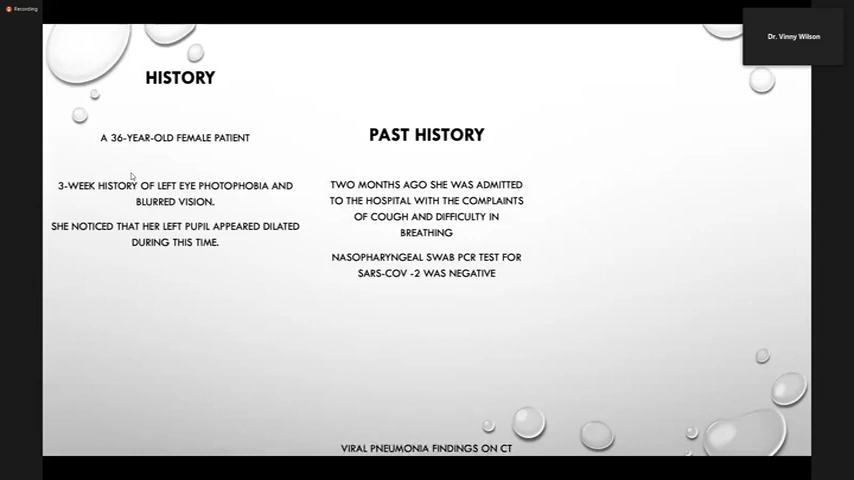 Recording
Dr. Vinny Wilson
HISTORY
A 36-YEAR-OLD FEMALE PATIENT
3-WEEK HISTORY OF LEFT EYE PHOTOPHOBIA AND
BLURRED VISION.
SHE NOTICED THAT HER LEFT PUPIL APPEARED DILATED
DURING THIS TIME.
PAST HISTORY
TWO MONTHS AGO SHE WAS ADMITTED
TO THE HOSPITAL WITH THE COMPLAINTS
OF COUGH AND DIFFICULTY IN
BREATHING
NASOPHARYNGEAL SWAB PCR TEST FOR
SARS-COV -2 WAS NEGATIVE
VIRAL PNEUMONIA FINDINGS ON CT